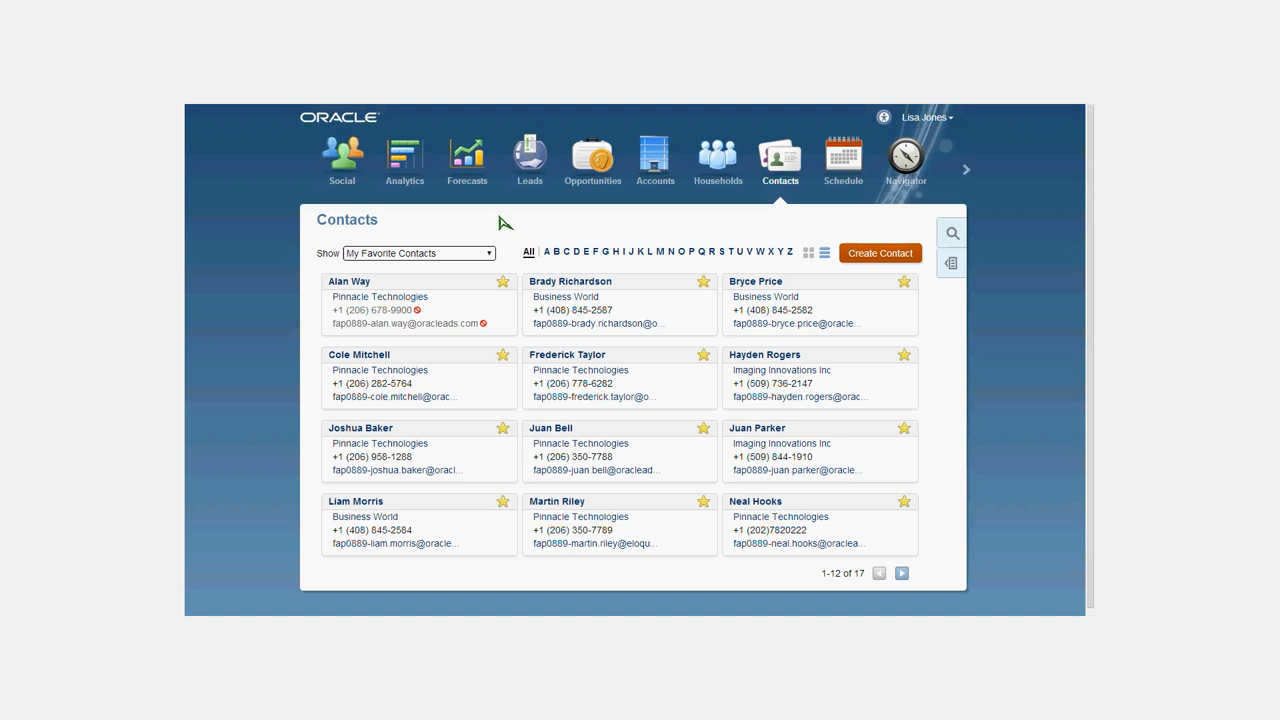 ORACLE
Lisa Jones
Social Analytics Forecasts Leads Opportunities Accounts Households Contacts Schedule Navigator
Contacts
Show My Favorite Contacts All A B C D E F G H I J K L M N O P Q R S T U V W X Y Z Create Contact
Alan Way
Pinnacle Technologies
+1 (206) 678-9900
fap0889-alan.way@oracleads.com
Brady Richardson
Business World
+1 (408) 845-2587
fap0889-brady.richardson@o...
Bryce Price
Business World
+1 (408) 845-2582
fap0889-bryce.price@oracle...
Cole Mitchell
Pinnacle Technologies
+1 (206) 282-5764
fap0889-cole.mitchell@orac...
Frederick Taylor
Pinnacle Technologies
+1 (206) 778-6282
fap0889-frederick.taylor@o...
Hayden Rogers
Imaging Innovations Inc
+1 (509) 736-2147
fap0889-hayden.rogers@orac...
Joshua Baker
Pinnacle Technologies
+1 (206) 958-1288
fap0889-joshua.baker@oracl...
Juan Bell
Pinnacle Technologies
+1 (206) 350-7788
fap0889-juan.bell@oraclead...
Juan Parker
Imaging Innovations Inc
+1 (509) 844-1910
fap0889-juan.parker@oracle...
Liam Morris
Business World
+1 (408) 845-2584
fap0889-liam.morris@oracle...
Martin Riley
Pinnacle Technologies
+1 (206) 350-7789
fap0889-martin.riley@eloqu...
Neal Hooks
Pinnacle Technologies
+1 (202)7820222
fap0889-neal.hooks@oraclea...
1-12 of 17